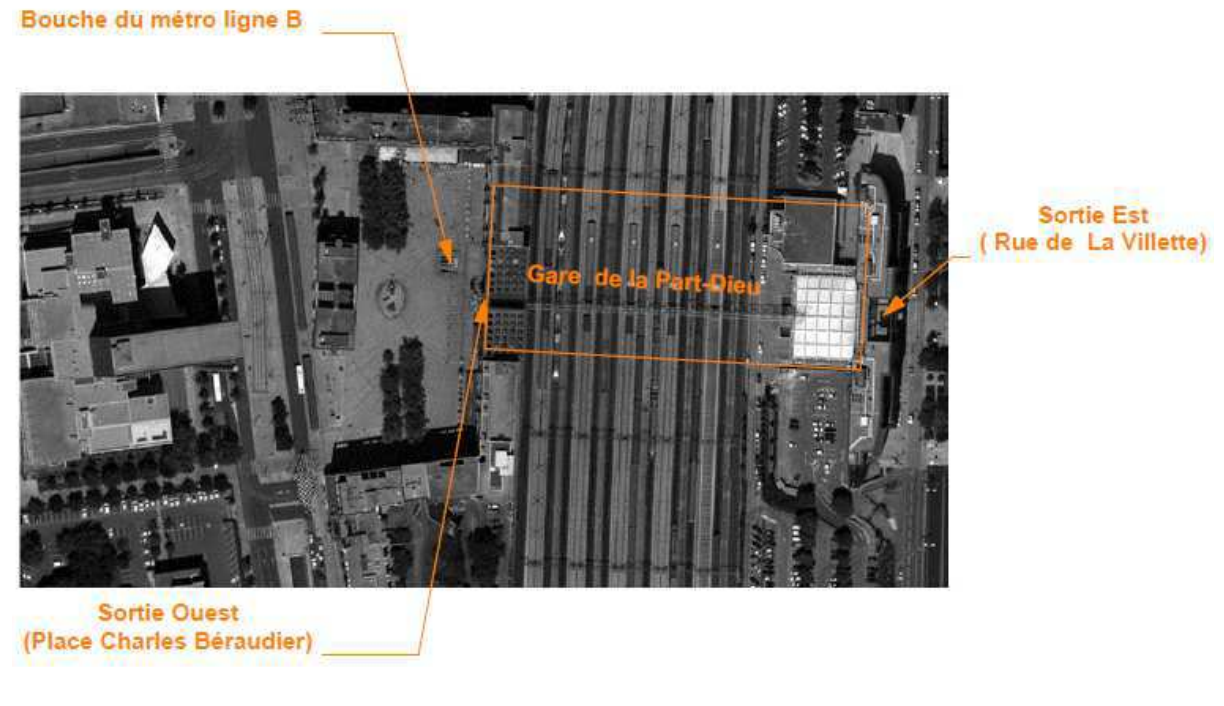 Bouche du métro ligne B
Sortie Est
( Rue de La Villette)
Gare de la Part-Dieu
Sortie Ouest
(Place Charles Béraudier)